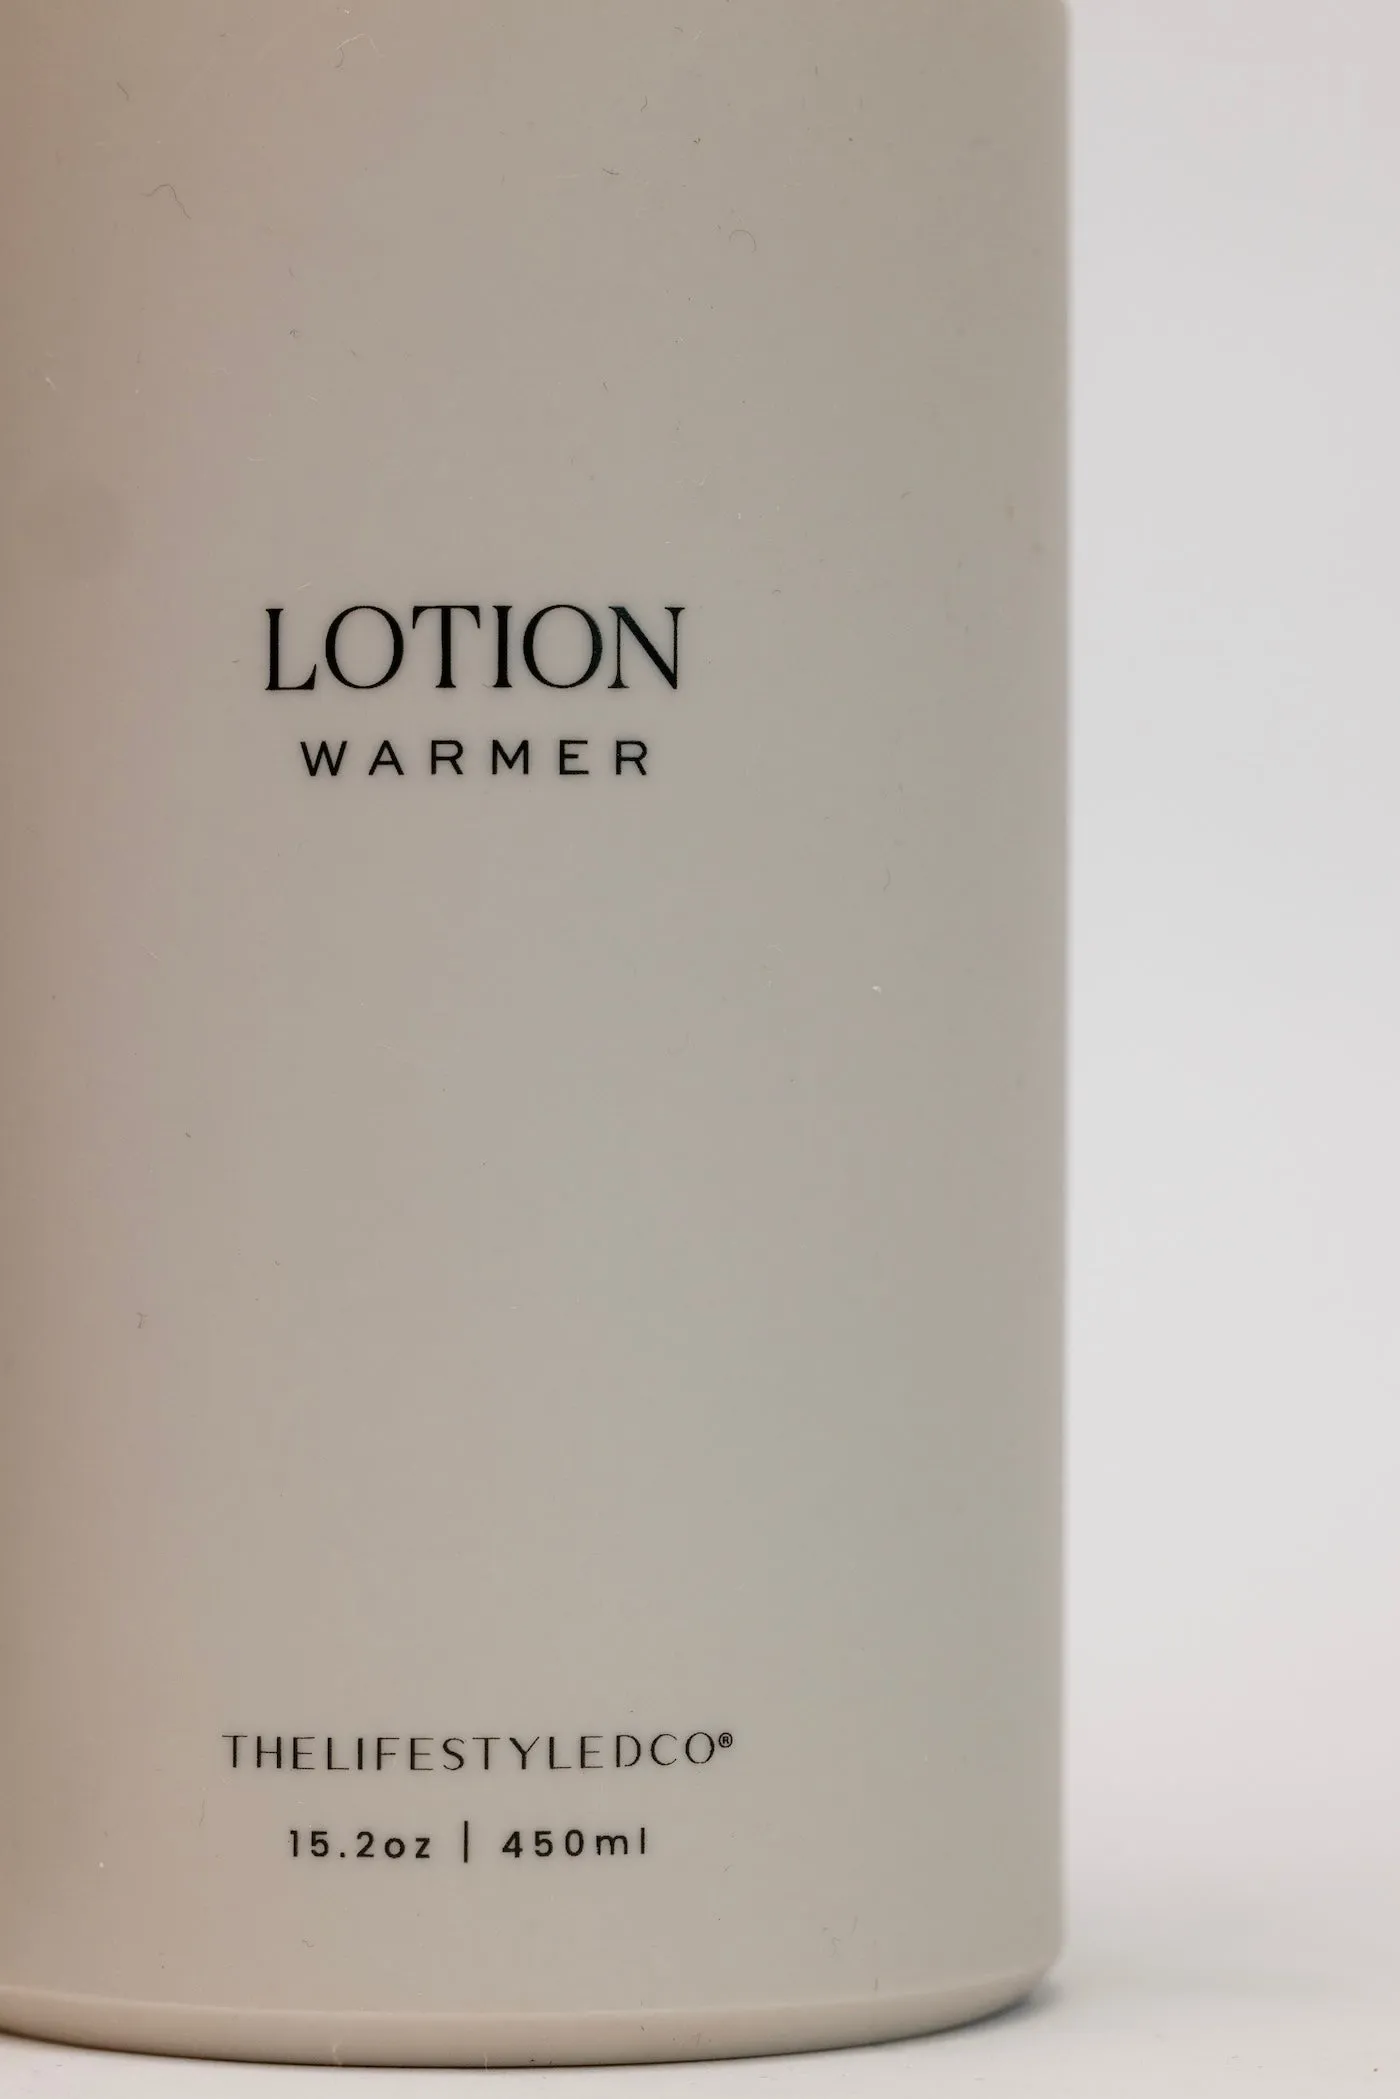 LOTION
WARMER
THELIFESTYLEDCO®
15.2oz | 450ml